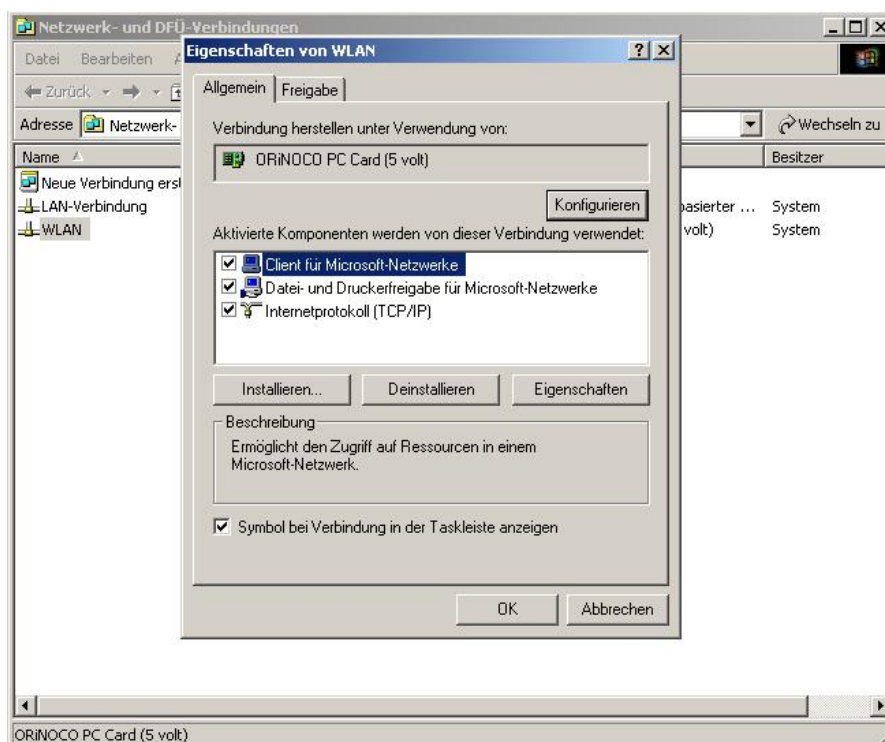 Netzwerk- und DFÜ-Verbindungen
Eigenschaften von WLAN
Datei Bearbeiten
Zurück
Adresse Netzwerk- Wechseln zu
Allgemein Freigabe
Verbindung herstellen unter Verwendung von:
ORiNOCO PC Card (5 volt)
Konfigurieren
Aktivierte Komponenten werden von dieser Verbindung verwendet:
Client für Microsoft-Netzwerke
Datei- und Druckerfreigabe für Microsoft-Netzwerke
Internetprotokoll (TCP/IP)
Installieren... Deinstallieren Eigenschaften
Beschreibung
Ermöglicht den Zugriff auf Ressourcen in einem
Microsoft-Netzwerk.
Symbol bei Verbindung in der Taskleiste anzeigen
OK Abbrechen
Name Besitzer
Neue Verbindung erst
LAN-Verbindung basierter ... System
WLAN volt) System
ORiNOCO PC Card (5 volt)